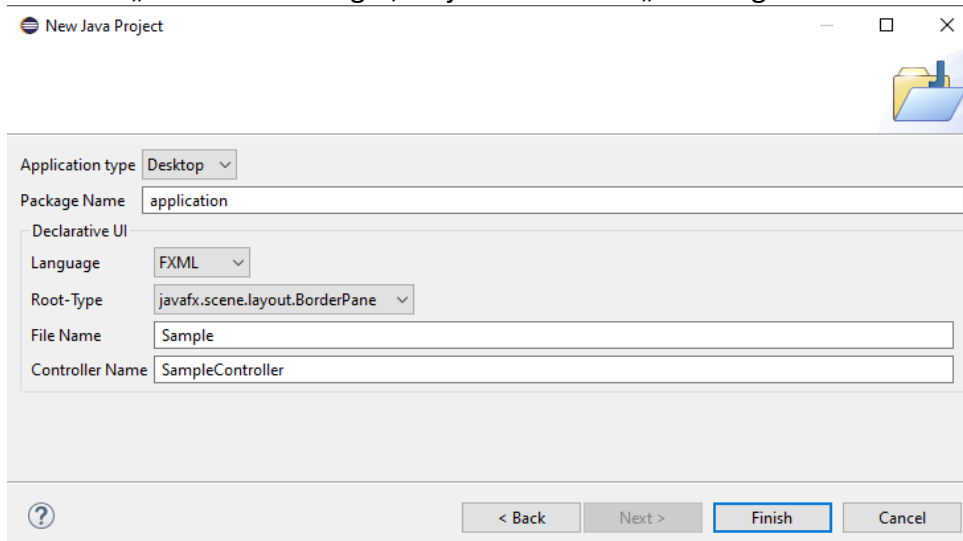 New Java Project
Application type Desktop
Package Name application
Declarative UI
Language FXML
Root-Type javafx.scene.layout.BorderPane
File Name Sample
Controller Name SampleController
? < Back Next > Finish Cancel